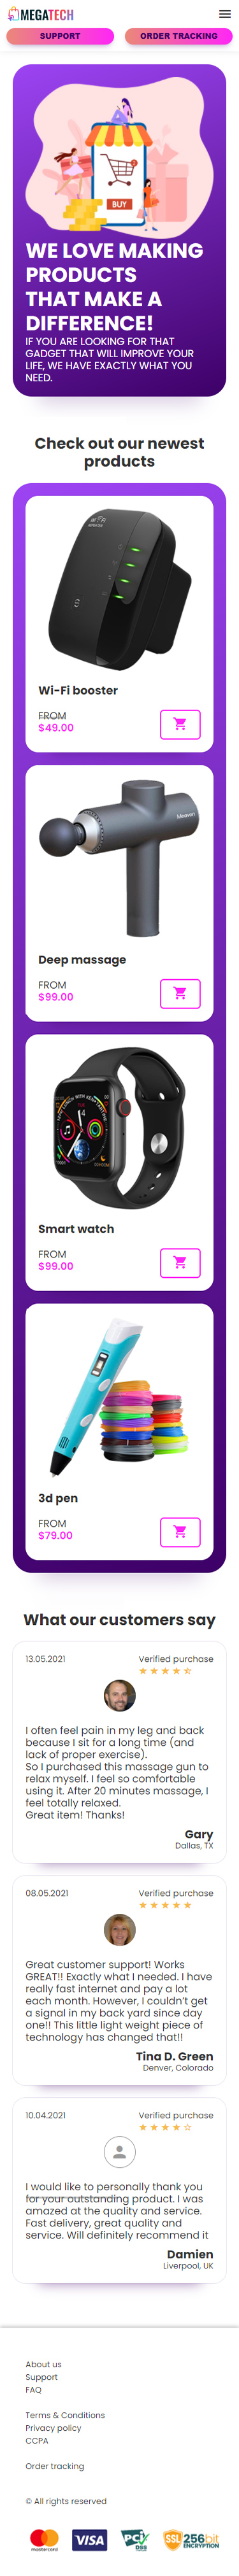 MEGATECH
SUPPORT
ORDER TRACKING
BUY
WE LOVE MAKING
PRODUCTS
THAT MAKE A
DIFFERENCE!
IF YOU ARE LOOKING FOR THAT
GADGET THAT WILL IMPROVE YOUR
LIFE, WE HAVE EXACTLY WHAT YOU
NEED.
Check out our newest
products
Wi-Fi booster
FROM
$49.00
Deep massage
FROM
$99.00
Smart watch
FROM
$99.00
3d pen
FROM
$79.00
What our customers say
13.05.2021
Verified purchase
I often feel pain in my leg and back
because I sit for a long time (and
lack of proper exercise).
So I purchased this massage gun to
relax myself. I feel so comfortable
using it. After 20 minutes massage, I
feel totally relaxed.
Great item! Thanks!
Gary
Dallas, TX
08.05.2021
Verified purchase
Great customer support! Works
GREAT!! Exactly what I needed. I have
really fast internet and pay a lot
each month. However, I couldn't get
a signal in my back yard since day
one!! This little light weight piece of
technology has changed that!!
Tina D. Green
Denver, Colorado
10.04.2021
Verified purchase
I would like to personally thank you
for your outstanding product. I was
amazed at the quality and service.
Fast delivery, great quality and
service. Will definitely recommend it
Damien
Liverpool, UK
About us
Support
FAQ
Terms & Conditions
Privacy policy
CCPA
Order tracking
© All rights reserved
mastercard
VISA
PCI
DSS
SSL 256bit
ENCRYPTION